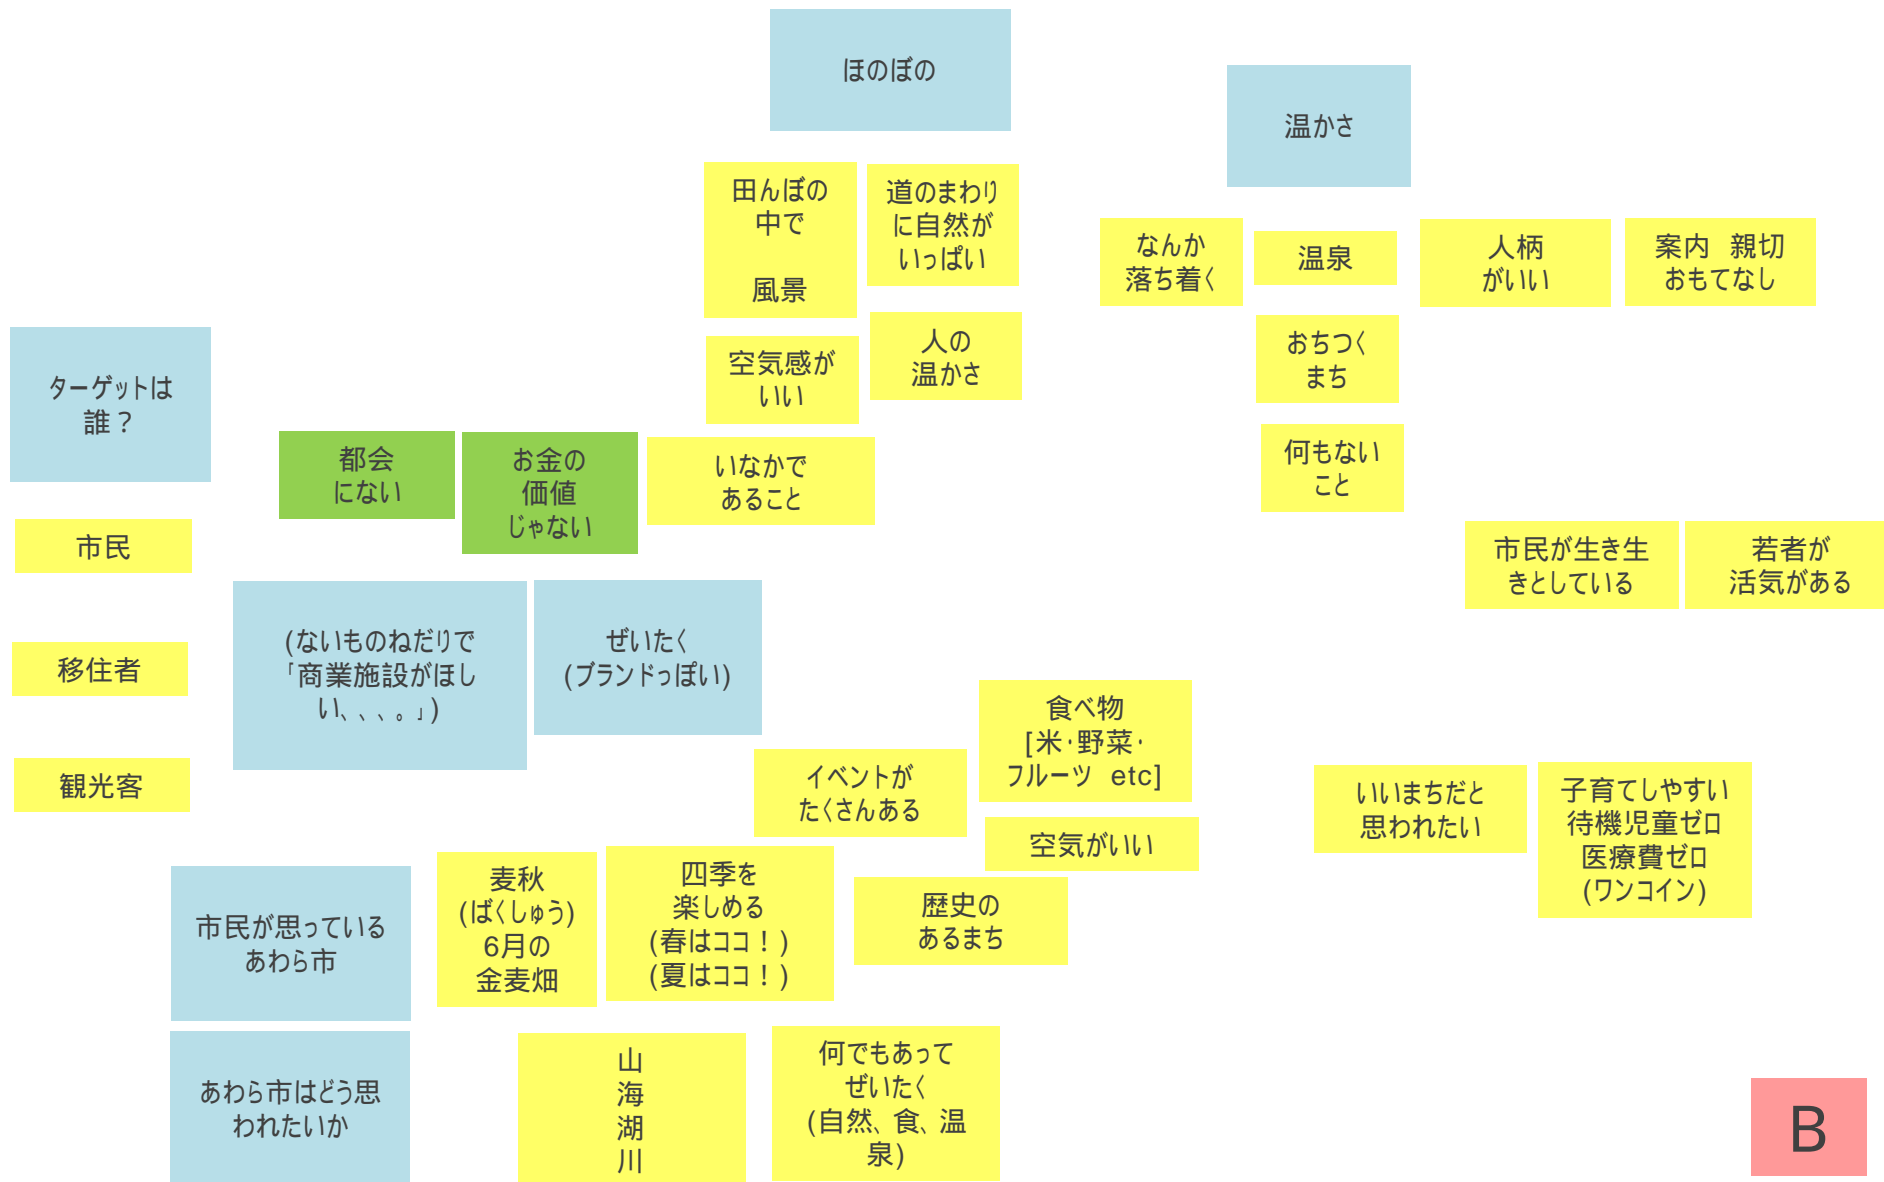 ほのぼの
温かさ
田んぼの
中で
風景
道のまわり
に自然が
いっぱい
空気感が
いい
人の
温かさ
なんか
落ち着く
温泉
人柄
がいい
案内　親切
おもてなし
おちつく
まち
何もない
こと
ターゲットは
誰？
市民
移住者
観光客
都会
にない
お金の
価値
じゃない
いなかで
あること
(ないものねだりで
「商業施設がほし
い、、、。」)
ぜいたく
(ブランドっぽい)
市民が生き生
きとしている
若者が
活気がある
食べ物
[米・野菜・
フルーツ　etc]
イベントが
たくさんある
空気がいい
いいまちだと
思われたい
子育てしやすい
待機児童ゼロ
医療費ゼロ
(ワンコイン)
市民が思っている
あわら市
麦秋
(ばくしゅう)
6月の
金麦畑
四季を
楽しめる
(春はココ！)
(夏はココ！)
歴史の
あるまち
あわら市はどう思
われたいか
山
海
湖
川
何でもあって
ぜいたく
(自然、食、温
泉)
B